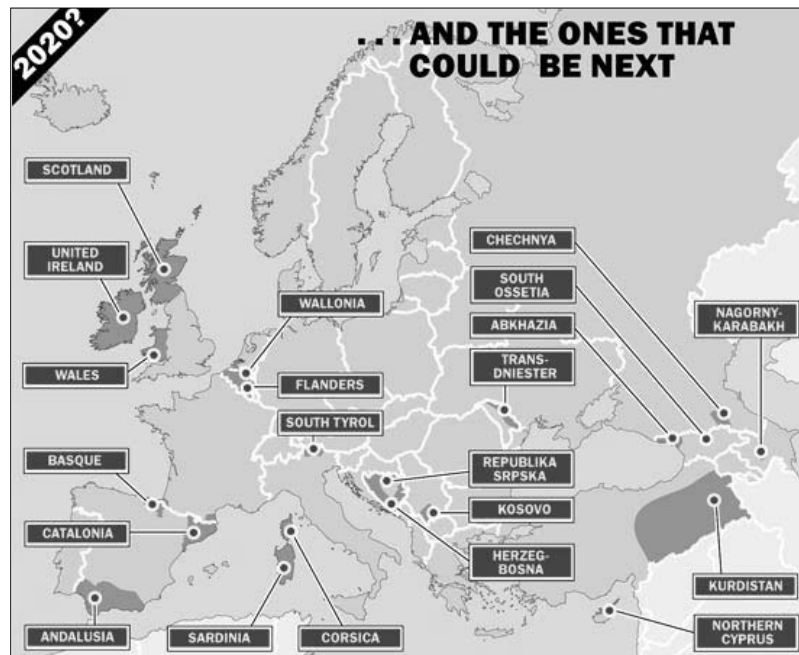 2020?
... AND THE ONES THAT
COULD BE NEXT
SCOTLAND
UNITED
IRELAND
WALES
WALLONIA
FLANDERS
SOUTH TYROL
BASQUE
CATALONIA
ANDALUSIA
SARDINIA
CORSICA
CHECHNYA
SOUTH
OSSETIA
ABKHAZIA
TRANS-
DNIESTER
NAGORNY-
KARABAKH
REPUBLIKA
SRPSKA
KOSOVO
HERZEG-
BOSNA
KURDISTAN
NORTHERN
CYPRUS